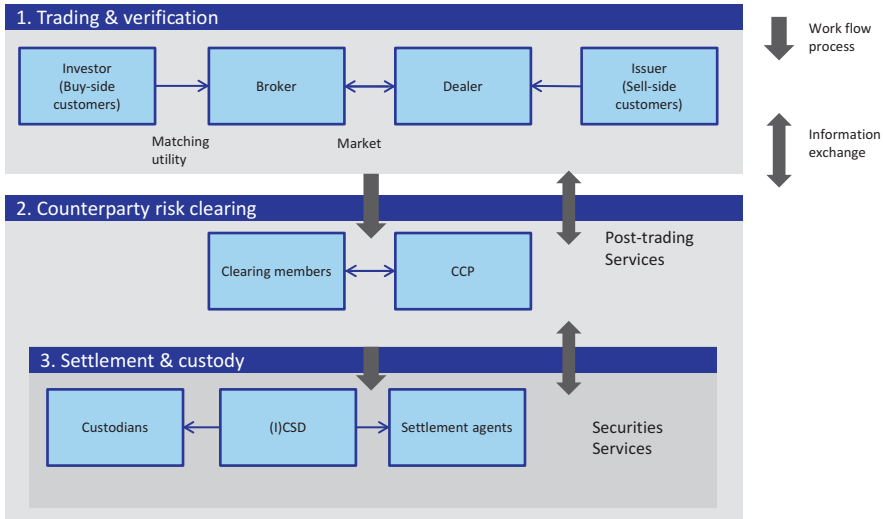 1. Trading & verification
Investor
(Buy-side
customers)
Broker
Dealer
Issuer
(Sell-side
customers)
Matching
utility
Market
Work flow
process
Information
exchange
2. Counterparty risk clearing
Clearing members
CCP
Post-trading
Services
3. Settlement & custody
Custodians
(I)CSD
Settlement agents
Securities
Services